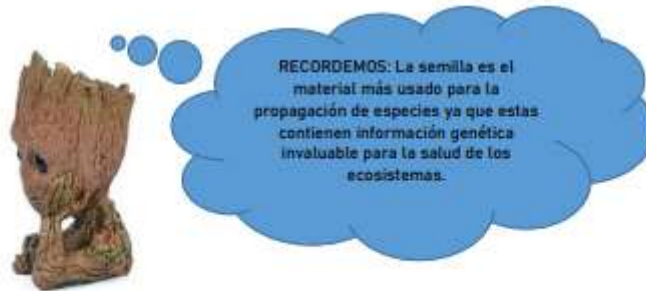 RECORDEMOS: La semilla es el
material más usado para la
propagación de especies ya que estas
contienen información genética
invaluable para la salud de los
ecosistemas.